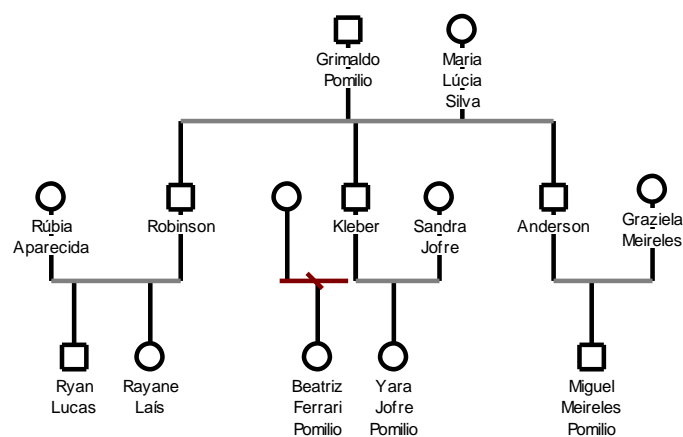 Grimaldo
Pomilio
Maria
Lúcia
Silva
Rúbia
Aparecida
Robinson
Kleber
Sandra
Jofre
Anderson
Graziela
Meireles
Ryan
Lucas
Rayane
Laís
Beatriz
Ferrari
Pomilio
Yara
Jofre
Pomilio
Miguel
Meireles
Pomilio